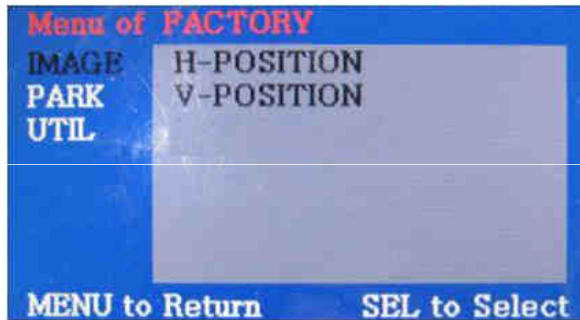 Menu of FACTORY
IMAGE H-POSITION
PARK V-POSITION
UTIL
MENU to Return SEL to Select